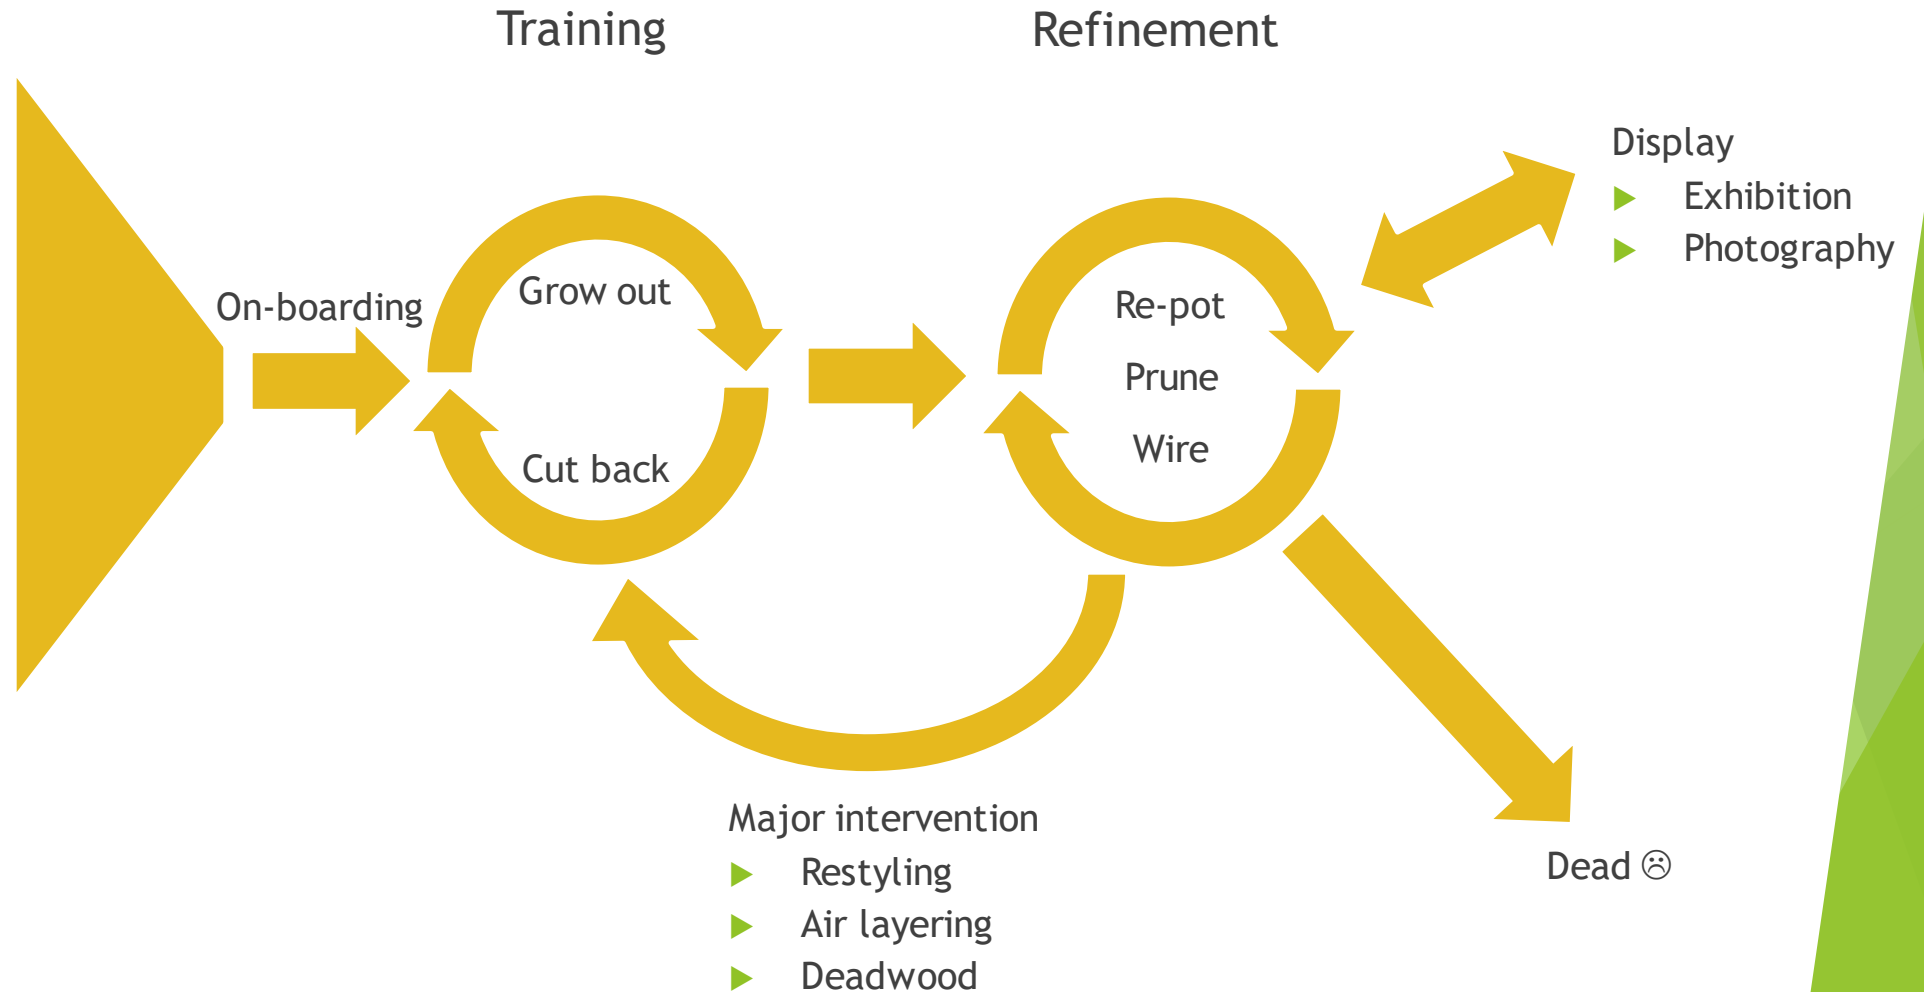 Training
Refinement
Display
Exhibition
Photography
On-boarding
Grow out
Cut back
Re-pot
Prune
Wire
Major intervention
Restyling
Air layering
Deadwood
Dead ☹